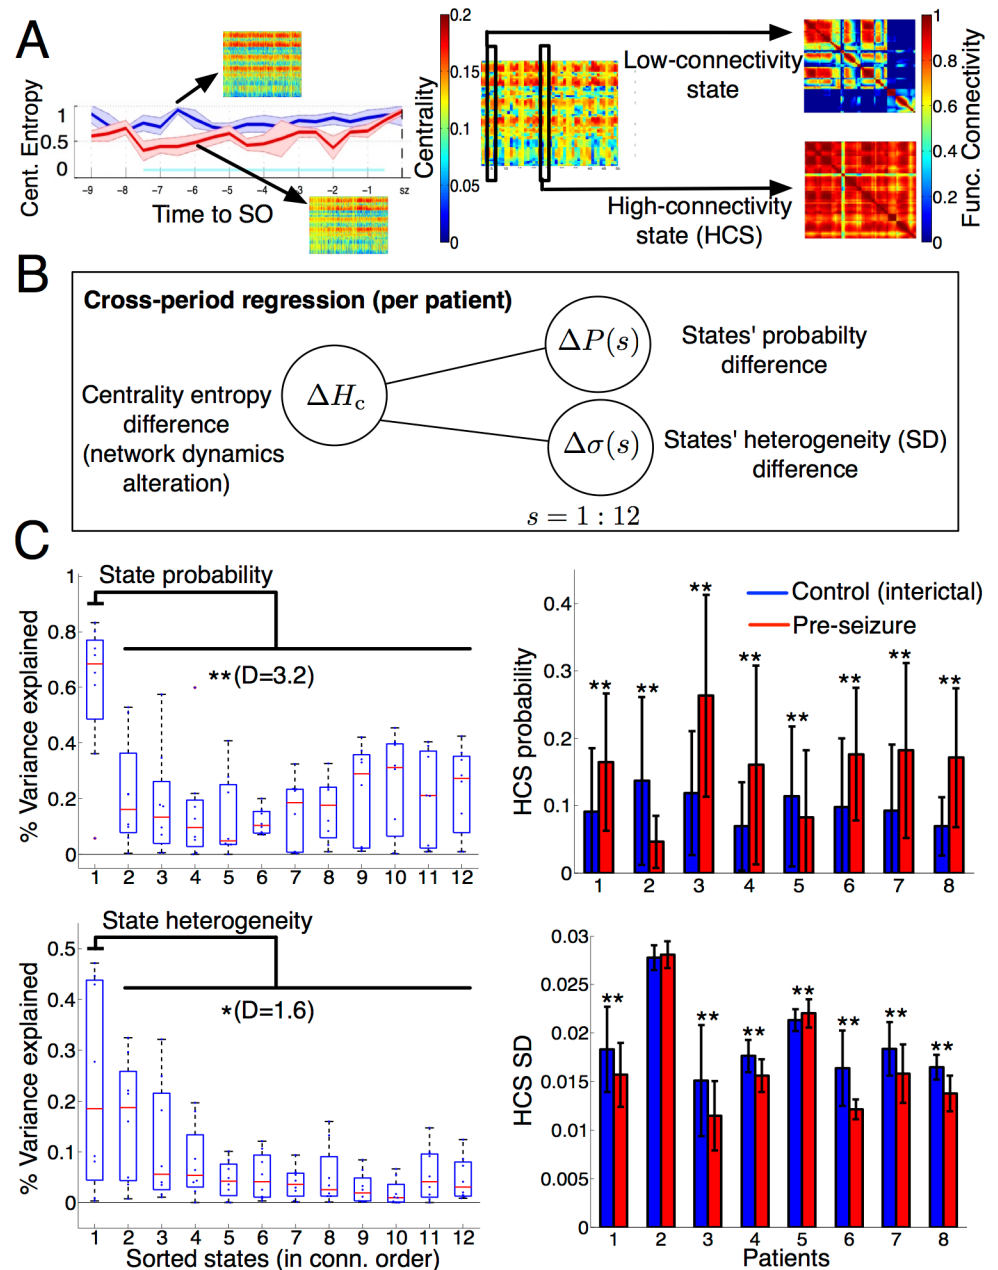 A
Cent. Entropy
1
0.5
0
-9
-8
-7
-6
-5
-4
-3
-2
-1
SZ
Time to SO
Centrality
0.2
0.15
0.1
0.05
0
Low-connectivity
state
High-connectivity
state (HCS)
Func. Connectivity
1
0.8
0.6
0.4
0.2
0
B
Cross-period regression (per patient)
Centrality entropy
difference
(network dynamics
alteration)
ΔH_c
ΔP(s)
States' probabilty
difference
Δσ(s)
States' heterogeneity (SD)
difference
s = 1 : 12
C
State probability
**(D=3.2)
% Variance explained
1
0.8
0.6
0.4
0.2
0
1 2 3 4 5 6 7 8 9 10 11 12
Control (interictal)
Pre-seizure
HCS probability
0.4
0.3
0.2
0.1
0
** ** ** ** ** ** ** **
1 2 3 4 5 6 7 8
State heterogeneity
*(D=1.6)
% Variance explained
0.5
0.4
0.3
0.2
0.1
0
1 2 3 4 5 6 7 8 9 10 11 12
Sorted states (in conn. order)
HCS SD
0.03
0.025
0.02
0.015
0.01
0.005
0
** ** ** ** ** ** **
1 2 3 4 5 6 7 8
Patients